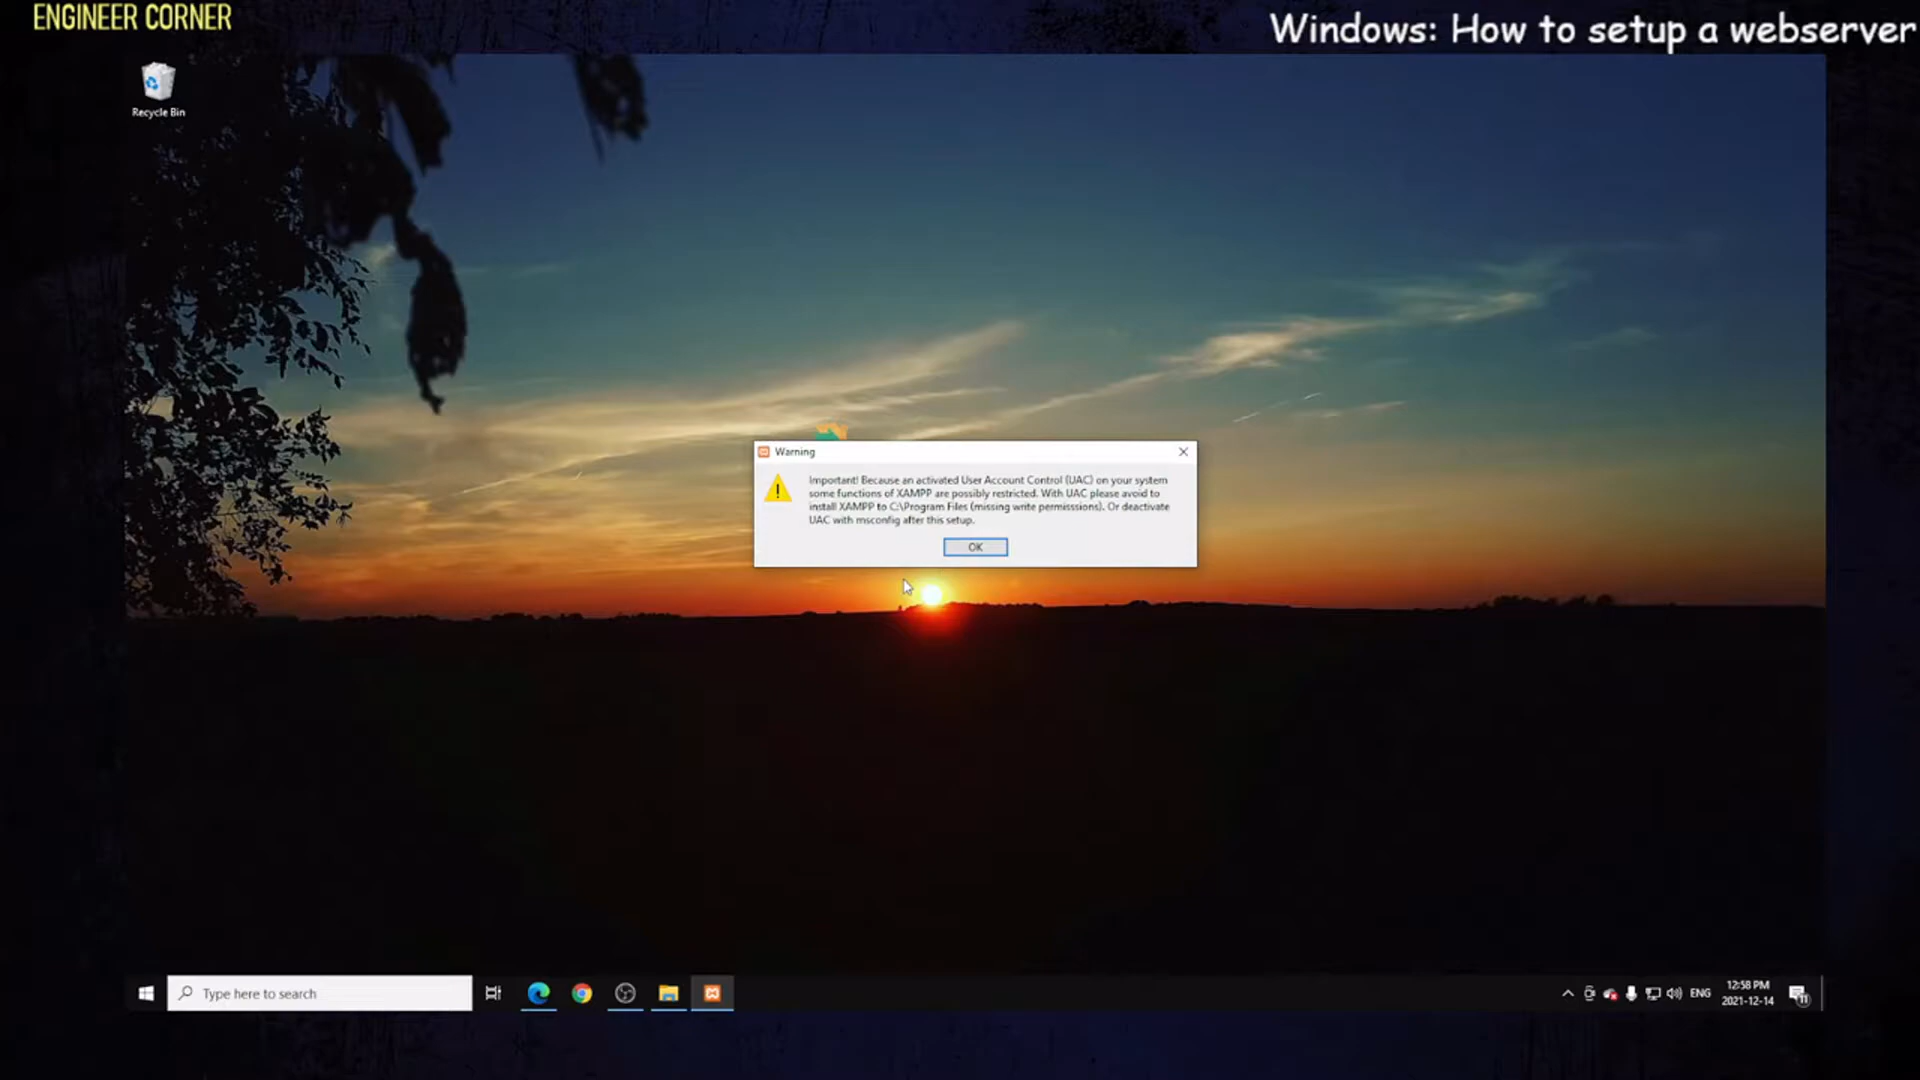 ENGINEER CORNER
Windows: How to setup a webserver
Recycle Bin
Warning
Important! Because an activated User Account Control (UAC) on your system
some functions of XAMPP are possibly restricted. With UAC please avoid to
install XAMPP to C:\Program Files (missing write permisssions). Or deactivate
UAC with msconfig after this setup.
OK
Type here to search
ENG
12:58 PM
2021-12-14
11